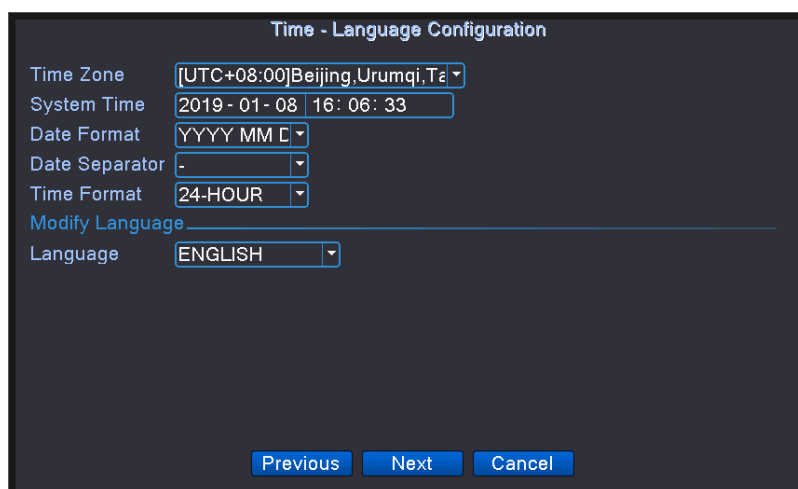 Time - Language Configuration
Time Zone [UTC+08:00]Beijing,Urumqi,Ta
System Time 2019-01-08 16:06:33
Date Format YYYY MM D
Date Separator -
Time Format 24-HOUR
Modify Language
Language ENGLISH
Previous Next Cancel